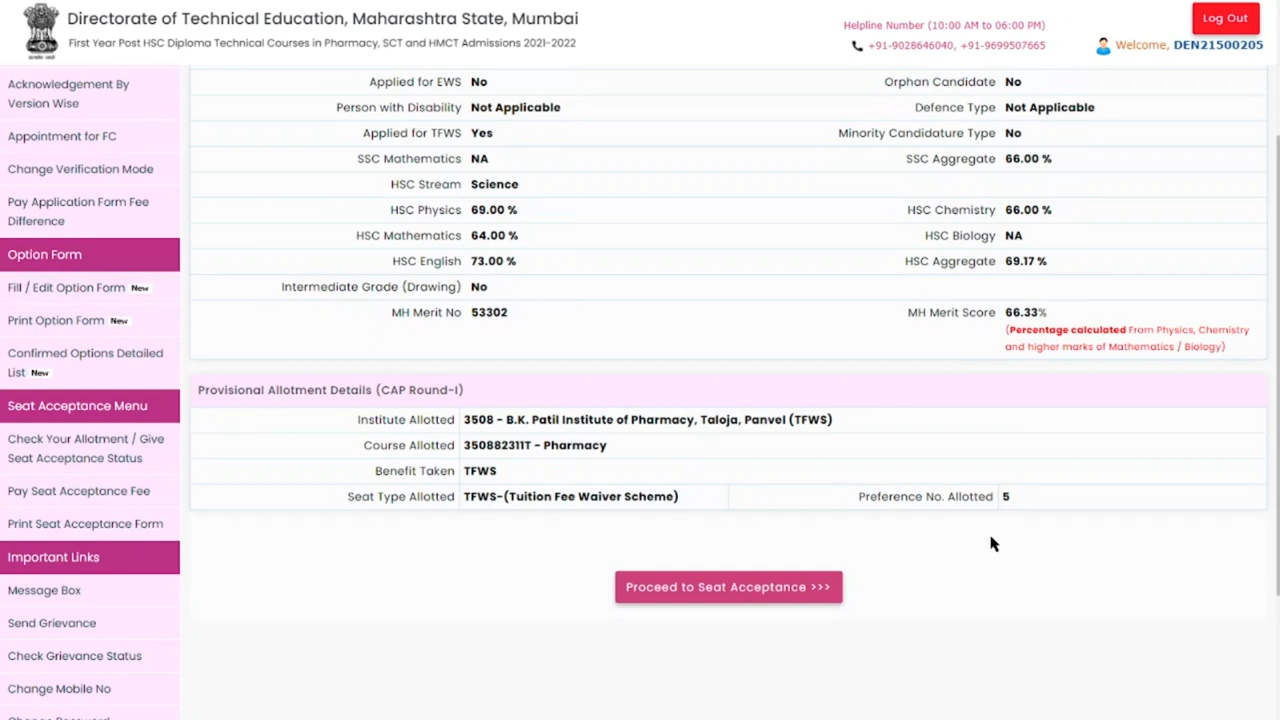 Directorate of Technical Education, Maharashtra State, Mumbai
First Year Post HSC Diploma Technical Courses in Pharmacy, SCT and HMCT Admissions 2021-2022
Helpline Number (10:00 AM to 06:00 PM)
+91-9028646040, +91-9699507665
Log Out
Welcome, DEN21500205
Acknowledgement By
Version Wise
Appointment for FC
Change Verification Mode
Pay Application Form Fee
Difference
Option Form
Fill / Edit Option Form New
Print Option Form New
Confirmed Options Detailed
List New
Seat Acceptance Menu
Check Your Allotment / Give
Seat Acceptance Status
Pay Seat Acceptance Fee
Print Seat Acceptance Form
Important Links
Message Box
Send Grievance
Check Grievance Status
Change Mobile No
Change Password
Applied for EWS No Orphan Candidate No
Person with Disability Not Applicable Defence Type Not Applicable
Applied for TFWS Yes Minority Candidature Type No
SSC Mathematics NA SSC Aggregate 66.00 %
HSC Stream Science
HSC Physics 69.00 % HSC Chemistry 66.00 %
HSC Mathematics 64.00 % HSC Biology NA
HSC English 73.00 % HSC Aggregate 69.17 %
Intermediate Grade (Drawing) No
MH Merit No 53302 MH Merit Score 66.33%
(Percentage calculated From Physics, Chemistry
and higher marks of Mathematics / Biology)
Provisional Allotment Details (CAP Round-I)
Institute Allotted 3508 - B.K. Patil Institute of Pharmacy, Taloja, Panvel (TFWS)
Course Allotted 350882311T - Pharmacy
Benefit Taken TFWS
Seat Type Allotted TFWS-(Tuition Fee Waiver Scheme) Preference No. Allotted 5
Proceed to Seat Acceptance >>>